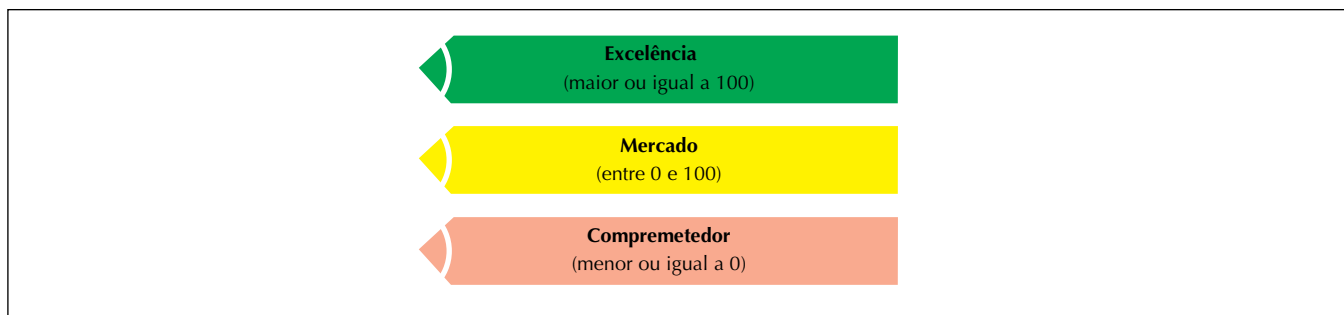 Excelência
(maior ou igual a 100)
Mercado
(entre 0 e 100)
Compremetedor
(menor ou igual a 0)